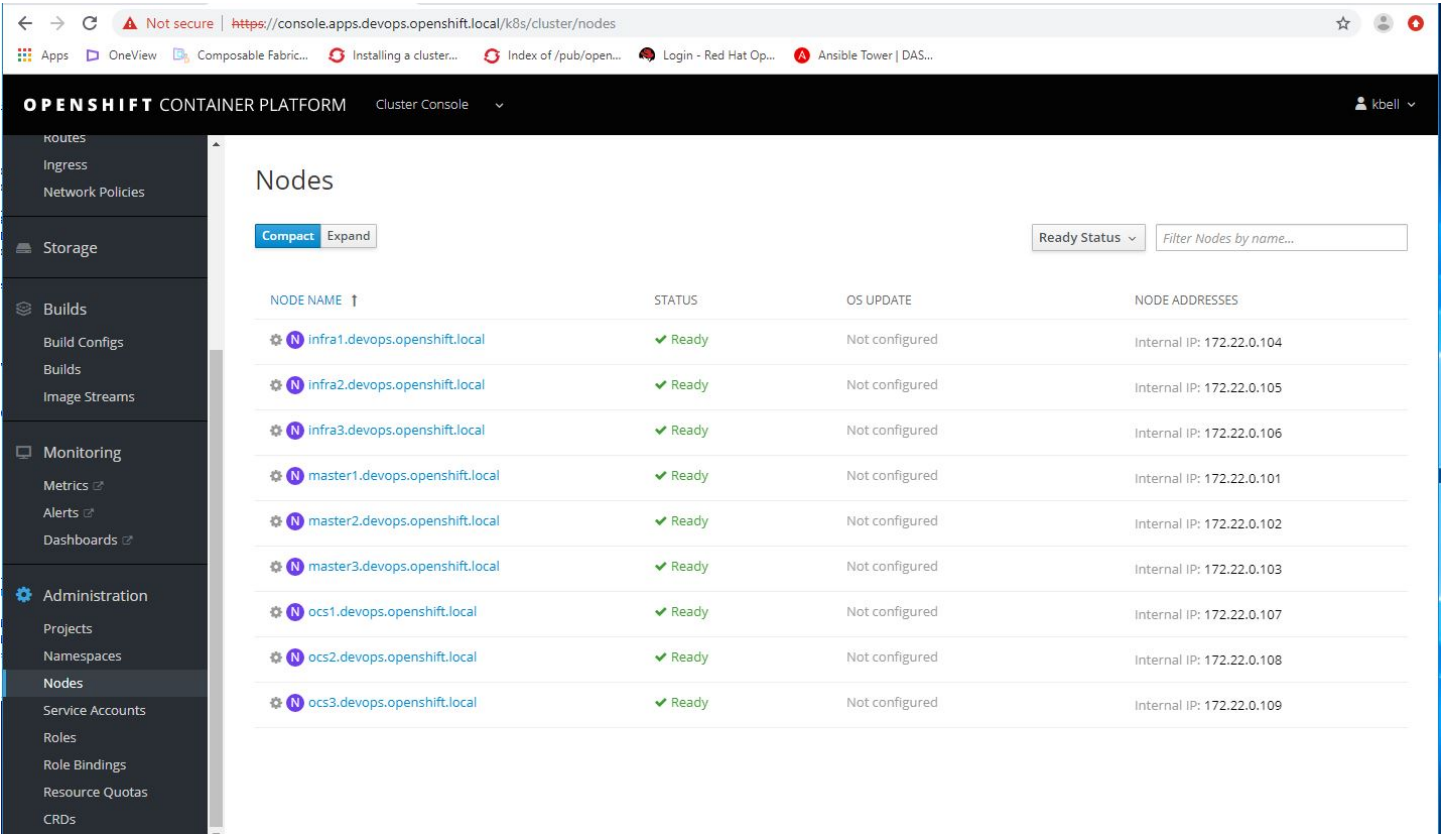 Not secure | https://console.apps.devops.openshift.local/k8s/cluster/nodes
Apps OneView Composable Fabric... Installing a cluster... Index of /pub/open... Login - Red Hat Op... Ansible Tower | DAS...
OPENSHIFT CONTAINER PLATFORM Cluster Console kbell
Routes
Ingress
Network Policies
Storage
Builds
Build Configs
Builds
Image Streams
Monitoring
Metrics
Alerts
Dashboards
Administration
Projects
Namespaces
Nodes
Service Accounts
Roles
Role Bindings
Resource Quotas
CRDs
Nodes
Compact Expand Ready Status Filter Nodes by name...
NODE NAME STATUS OS UPDATE NODE ADDRESSES
N infra1.devops.openshift.local Ready Not configured Internal IP: 172.22.0.104
N infra2.devops.openshift.local Ready Not configured Internal IP: 172.22.0.105
N infra3.devops.openshift.local Ready Not configured Internal IP: 172.22.0.106
N master1.devops.openshift.local Ready Not configured Internal IP: 172.22.0.101
N master2.devops.openshift.local Ready Not configured Internal IP: 172.22.0.102
N master3.devops.openshift.local Ready Not configured Internal IP: 172.22.0.103
N ocs1.devops.openshift.local Ready Not configured Internal IP: 172.22.0.107
N ocs2.devops.openshift.local Ready Not configured Internal IP: 172.22.0.108
N ocs3.devops.openshift.local Ready Not configured Internal IP: 172.22.0.109